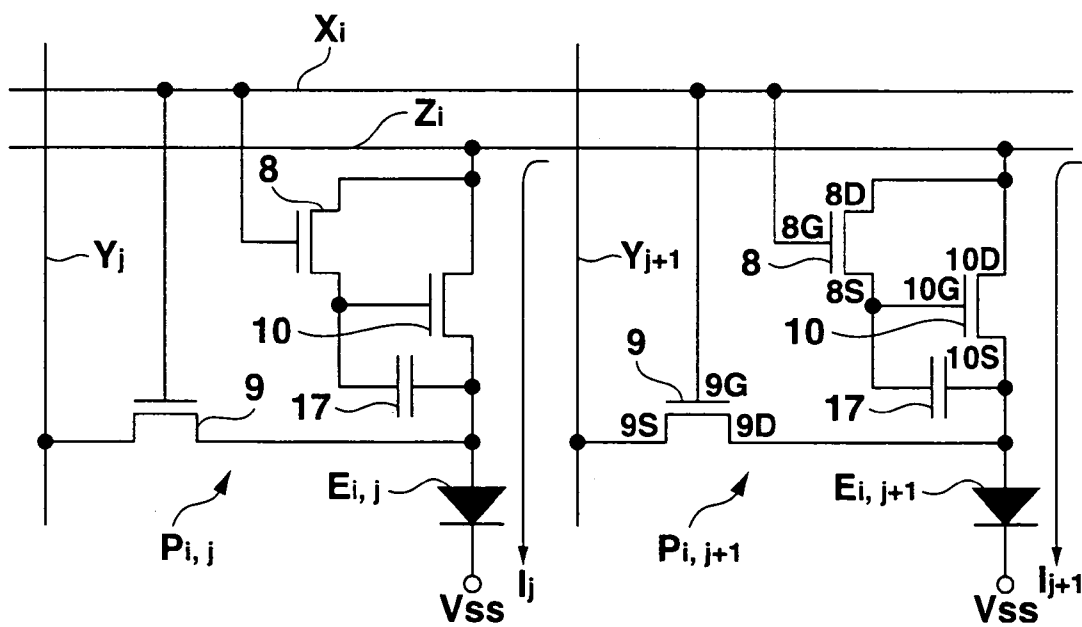 Xi
Zi
8
Yj
10
17
9
Ei, j
Pi, j
Ij
VSS
8D
8G
8
Yj+1
8S
10D
10G
10
10S
9
9G
17
9S
9D
Ei, j+1
Pi, j+1
Ij+1
VSS